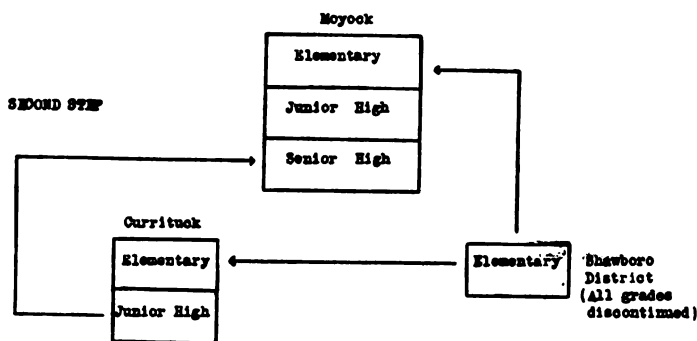 Moyock
Elementary
SECOND STEP
Junior High
Senior High
Currituck
Elementary
Elementary
Shawboro
District
(All grades
discontinued)
Junior High